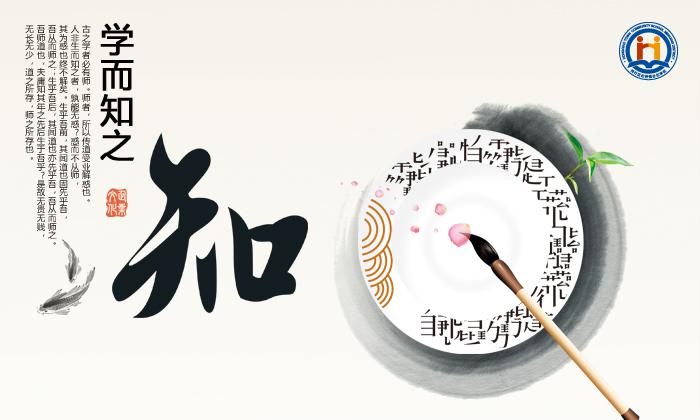 学而知之
古之学者必有师。师者，所以传道受业解惑也。
人非生而知之者，孰能无惑？惑而不从师，
其为惑也终不解矣。生乎吾前，其闻道也固先乎吾，
吾从而师之；生乎吾后，其闻道也亦先乎吾，吾从而师之。
吾师道也，夫庸知其年之先后生于吾乎？是故无贵无贱，
无长无少，道之所存，师之所存也。
知